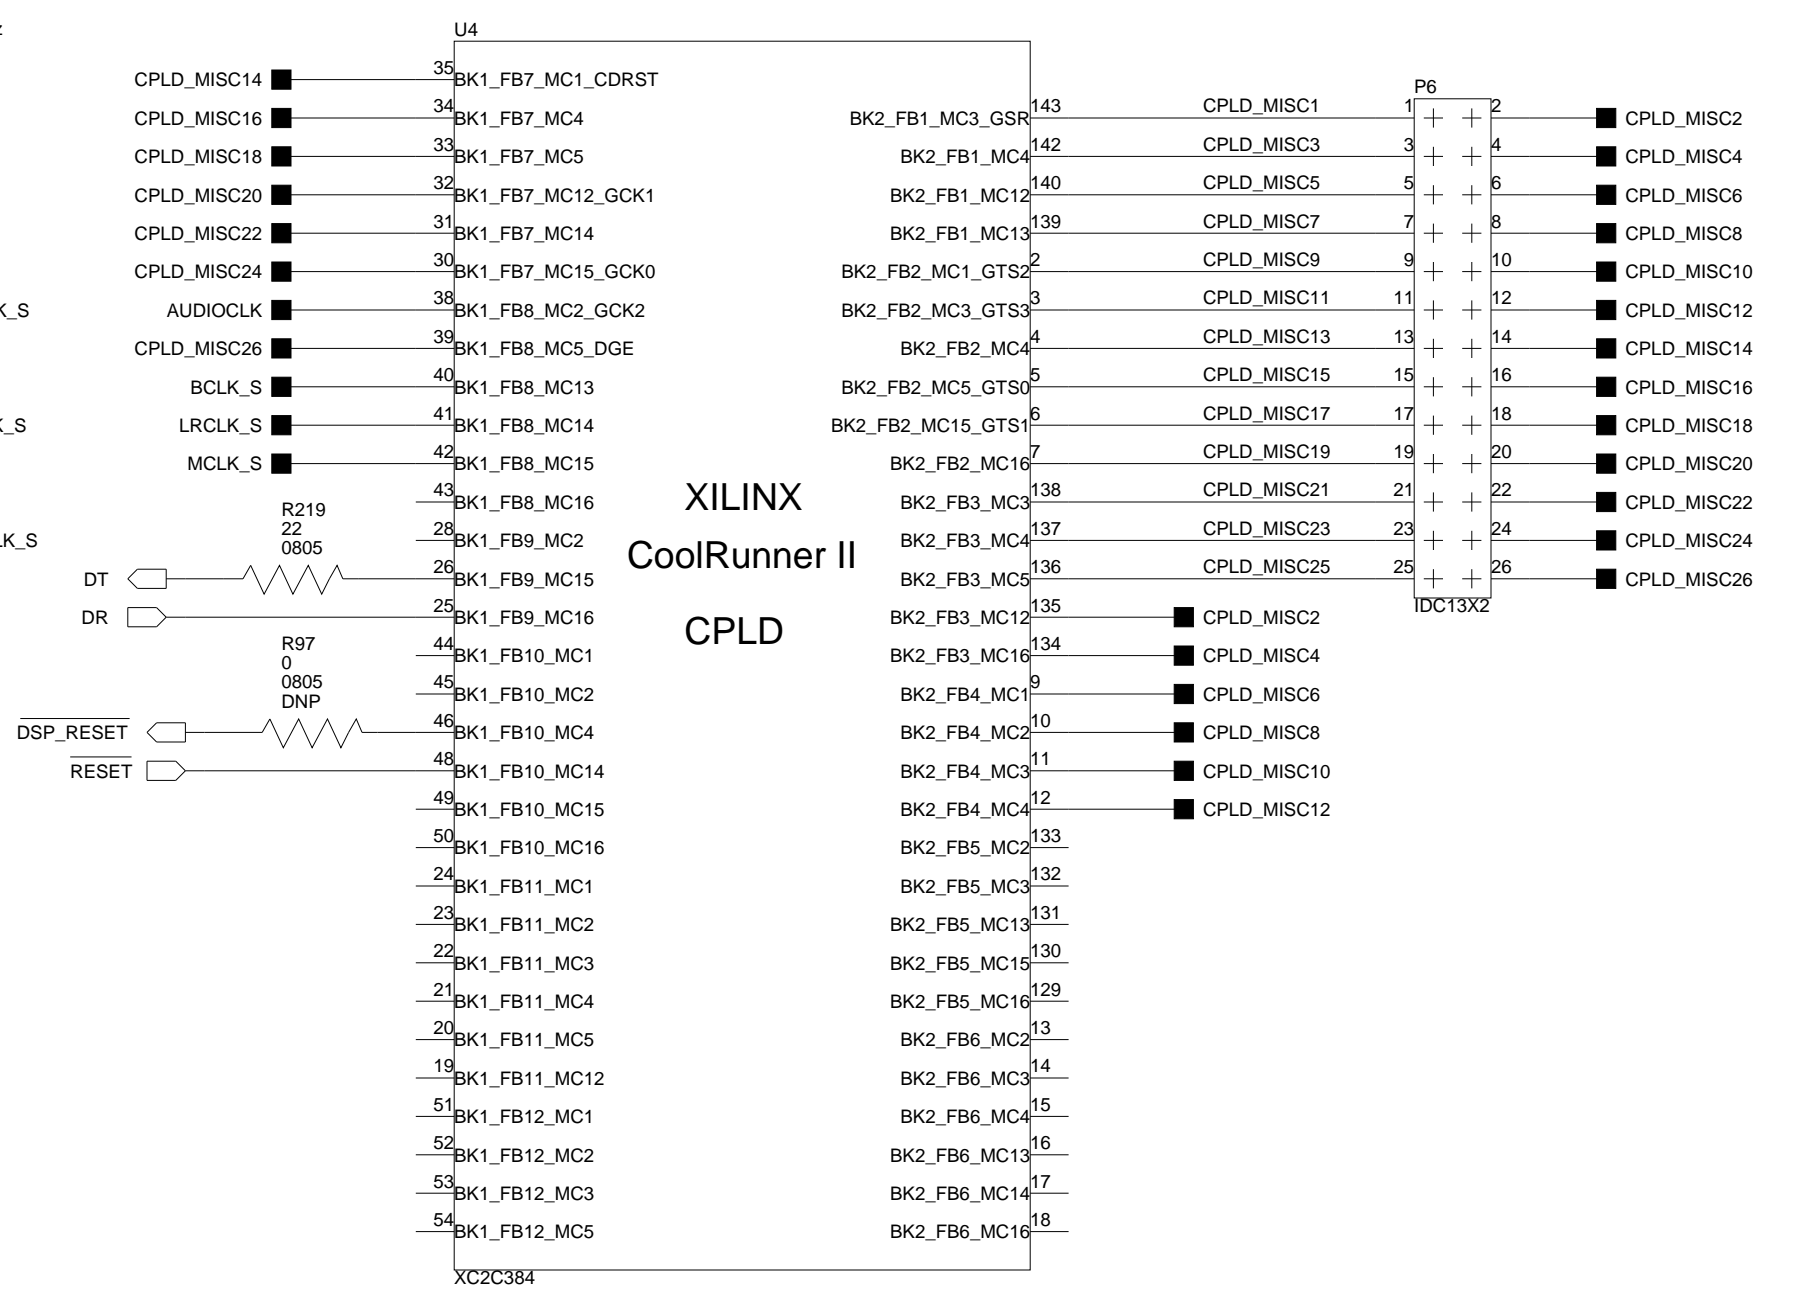 U4
CPLD_MISC14 35 BK1_FB7_MC1_CDRST
P6
CPLD_MISC16 34 BK1_FB7_MC4 BK2_FB1_MC3_GSR 143 CPLD_MISC1 1 2 CPLD_MISC2
CPLD_MISC18 33 BK1_FB7_MC5 BK2_FB1_MC4 142 CPLD_MISC3 3 4 CPLD_MISC4
CPLD_MISC20 32 BK1_FB7_MC12_GCK1 BK2_FB1_MC12 140 CPLD_MISC5 5 6 CPLD_MISC6
CPLD_MISC22 31 BK1_FB7_MC14 BK2_FB1_MC13 139 CPLD_MISC7 7 8 CPLD_MISC8
CPLD_MISC24 30 BK1_FB7_MC15_GCK0 BK2_FB2_MC1_GTS2 2 CPLD_MISC9 9 10 CPLD_MISC10
K_S AUDIOCLK 38 BK1_FB8_MC2_GCK2 BK2_FB2_MC3_GTS3 3 CPLD_MISC11 11 12 CPLD_MISC12
CPLD_MISC26 39 BK1_FB8_MC5_DGE BK2_FB2_MC4 4 CPLD_MISC13 13 14 CPLD_MISC14
BCLK_S 40 BK1_FB8_MC13 BK2_FB2_MC5_GTS0 5 CPLD_MISC15 15 16 CPLD_MISC16
_S LRCLK_S 41 BK1_FB8_MC14 BK2_FB2_MC15_GTS1 6 CPLD_MISC17 17 18 CPLD_MISC18
MCLK_S 42 BK1_FB8_MC15 BK2_FB2_MC16 7 CPLD_MISC19 19 20 CPLD_MISC20
43 BK1_FB8_MC16 XILINX BK2_FB3_MC3 138 CPLD_MISC21 21 22 CPLD_MISC22
R219
22
0805
LK_S 28 BK1_FB9_MC2 CoolRunner II BK2_FB3_MC4 137 CPLD_MISC23 23 24 CPLD_MISC24
DT 26 BK1_FB9_MC15 BK2_FB3_MC5 136 CPLD_MISC25 25 26 CPLD_MISC26
IDC13X2
DR 25 BK1_FB9_MC16 CPLD BK2_FB3_MC12 135 CPLD_MISC2
R97
0
0805
DNP
44 BK1_FB10_MC1 BK2_FB3_MC16 134 CPLD_MISC4
45 BK1_FB10_MC2 BK2_FB4_MC1 9 CPLD_MISC6
DSP_RESET 46 BK1_FB10_MC4 BK2_FB4_MC2 10 CPLD_MISC8
RESET 48 BK1_FB10_MC14 BK2_FB4_MC3 11 CPLD_MISC10
49 BK1_FB10_MC15 BK2_FB4_MC4 12 CPLD_MISC12
50 BK1_FB10_MC16 BK2_FB5_MC2 133
24 BK1_FB11_MC1 BK2_FB5_MC3 132
23 BK1_FB11_MC2 BK2_FB5_MC13 131
22 BK1_FB11_MC3 BK2_FB5_MC15 130
21 BK1_FB11_MC4 BK2_FB5_MC16 129
20 BK1_FB11_MC5 BK2_FB6_MC2 13
19 BK1_FB11_MC12 BK2_FB6_MC3 14
51 BK1_FB12_MC1 BK2_FB6_MC4 15
52 BK1_FB12_MC2 BK2_FB6_MC13 16
53 BK1_FB12_MC3 BK2_FB6_MC14 17
54 BK1_FB12_MC5 BK2_FB6_MC16 18
XC2C384